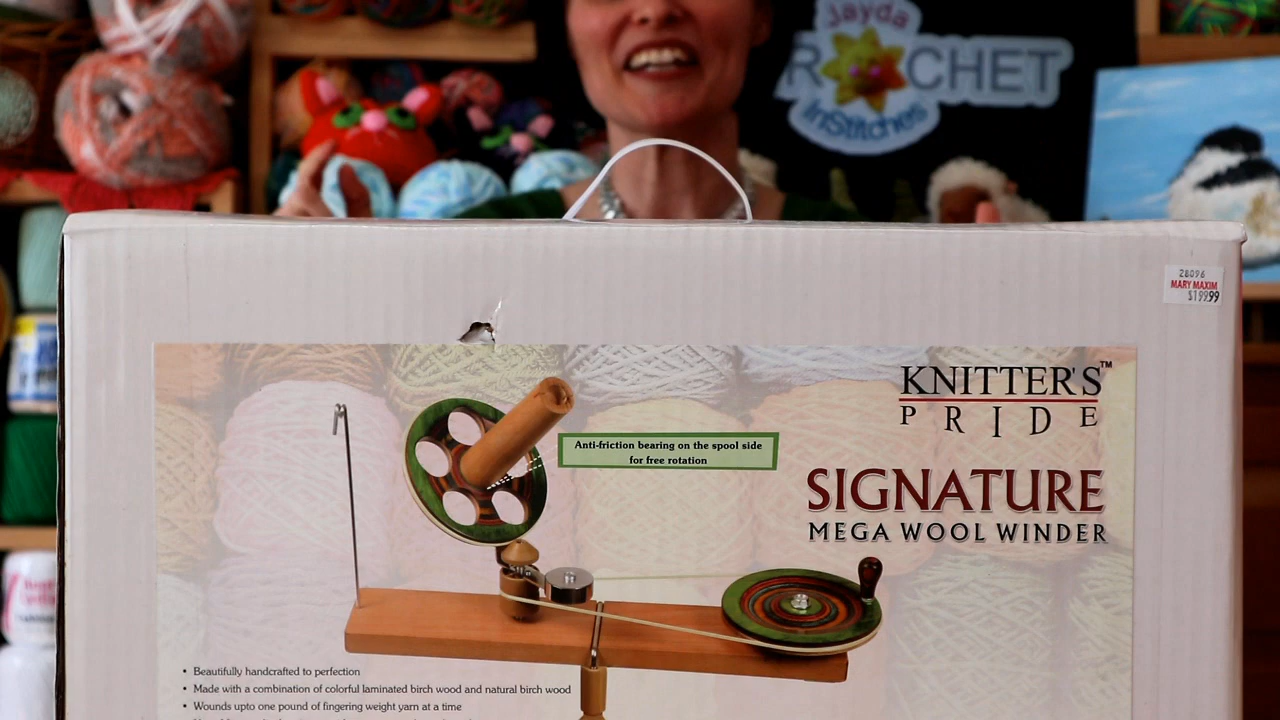 Jayda
R CHET
InStitches
28096
MARY MAXIM
$199.99
KNITTER'S™
PRIDE
Anti-friction bearing on the spool side
for free rotation
SIGNATURE
MEGA WOOL WINDER
• Beautifully handcrafted to perfection
• Made with a combination of colorful laminated birch wood and natural birch wood
• Wounds upto one pound of fingering weight yarn at a time